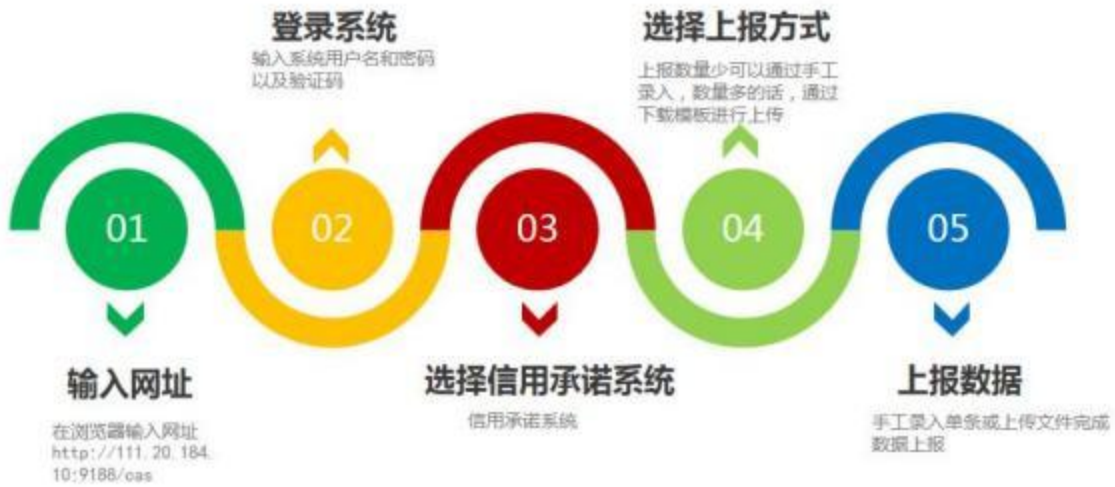 登录系统
输入系统用户名和密码
以及验证码
选择上报方式
上报数量少可以通过手工
录入，数量多的话，通过
下载模板进行上传
01
02
03
04
05
输入网址
在浏览器输入网址
http://111.20.184.
10:9188/cas
选择信用承诺系统
信用承诺系统
上报数据
手工录入单条或上传文件完成
数据上报